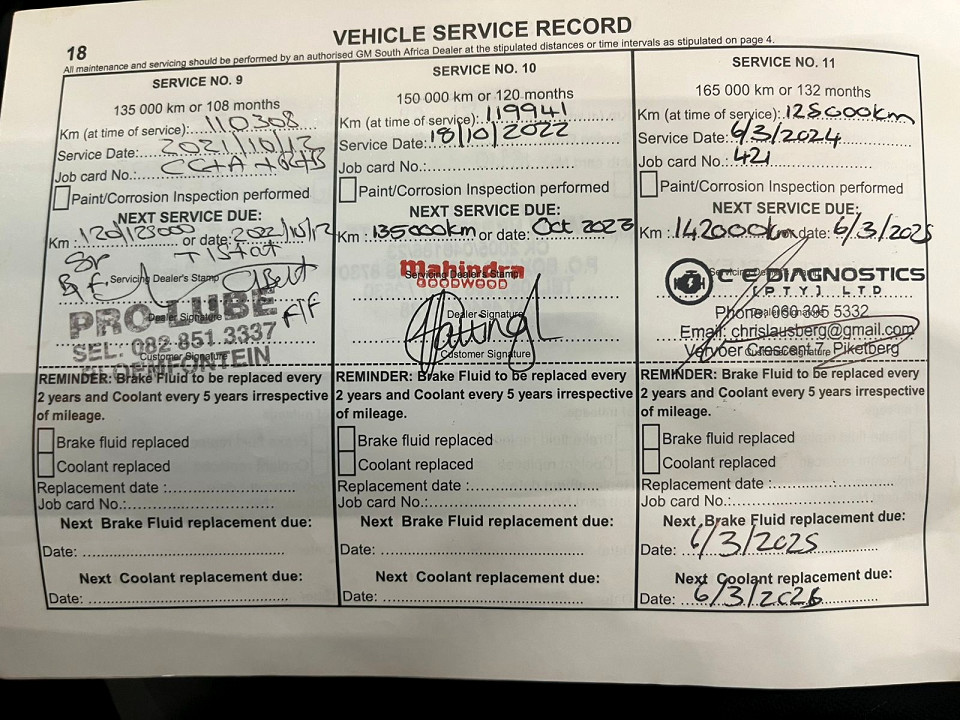 18
VEHICLE SERVICE RECORD
All maintenance and servicing should be performed by an authorised GM South Africa Dealer at the stipulated distances or time intervals as stipulated on page 4.
SERVICE NO. 9
135 000 km or 108 months
Km (at time of service): 110308
Service Date: 2021/10/12
Job card No.:
Paint/Corrosion Inspection performed
NEXT SERVICE DUE:
Km : 120/125000 or date: 2022/10/12
Servicing Dealer's Stamp
PRO-LUBE
Dealer Signature
F/F
SEL: 082 851 3337
Customer Signature
BLOEMFONTEIN
REMINDER: Brake Fluid to be replaced every
2 years and Coolant every 5 years irrespective
of mileage.
Brake fluid replaced
Coolant replaced
Replacement date :
Job card No.:
Next Brake Fluid replacement due:
Date:
Next Coolant replacement due:
Date:
SERVICE NO. 10
150 000 km or 120 months
Km (at time of service): 119941
Service Date: 18/10/2022
Job card No.:
Paint/Corrosion Inspection performed
NEXT SERVICE DUE:
Km : 135000km or date: Oct 2023
Mahindra
Servicing Dealer's Stamp
GOODWOOD
Dealer Signature
Customer Signature
REMINDER: Brake Fluid to be replaced every
2 years and Coolant every 5 years irrespective
of mileage.
Brake fluid replaced
Coolant replaced
Replacement date :
Job card No.:
Next Brake Fluid replacement due:
Date:
Next Coolant replacement due:
Date:
SERVICE NO. 11
165 000 km or 132 months
Km (at time of service): 125000km
Service Date: 6/3/2024
Job card No.: 421
Paint/Corrosion Inspection performed
NEXT SERVICE DUE:
Km : 142000km or date: 6/3/2025
Servicing Dealer's Stamp
[PTY] LTD
Phone: 060 395 5332
Dealer Signature
Email: chrislausberg@gmail.com
Vervoer Crescent 7, Piketberg
Customer Signature
REMINDER: Brake Fluid to be replaced every
2 years and Coolant every 5 years irrespective
of mileage.
Brake fluid replaced
Coolant replaced
Replacement date :
Job card No.:
Next Brake Fluid replacement due:
Date: 6/3/2025
Next Coolant replacement due:
Date: 6/3/2026